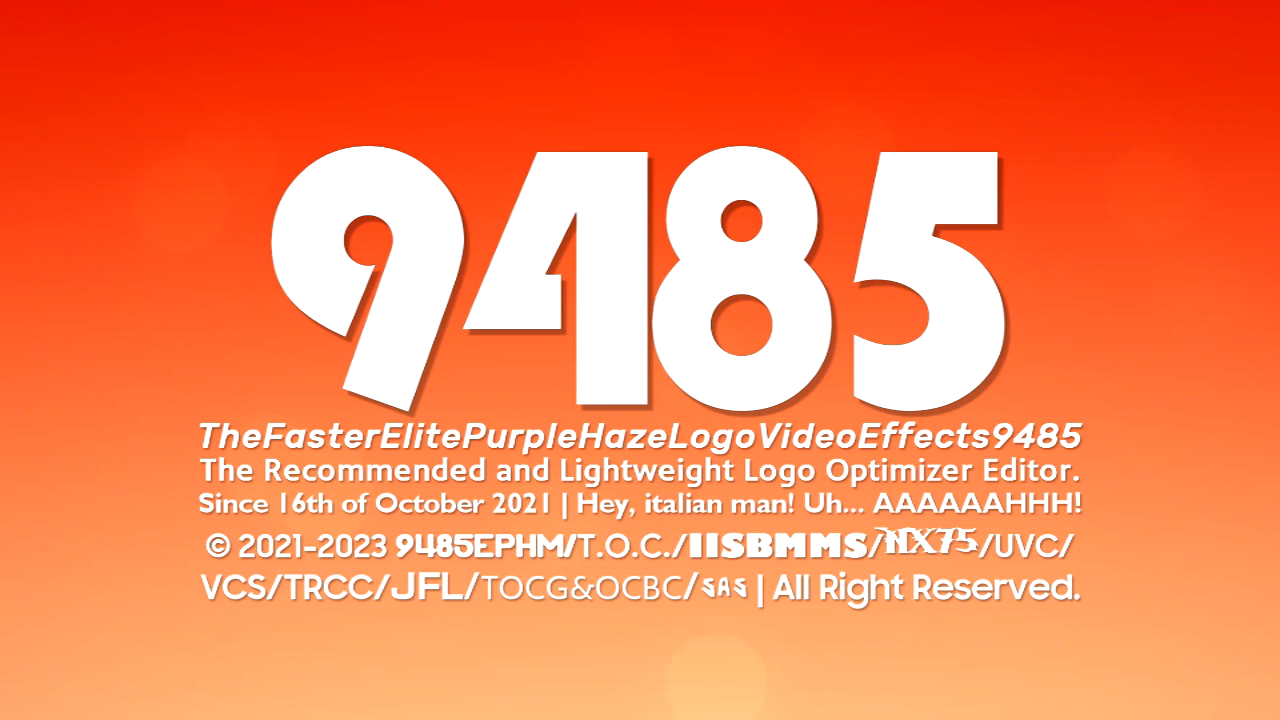 9485
TheFasterElitePurpleHazeLogoVideoEffects9485
The Recommended and Lightweight Logo Optimizer Editor.
Since 16th of October 2021 | Hey, italian man! Uh... AAAAAAHHH!
© 2021-2023 9485EPHM/T.O.C./IISBMMS/NX75/UVC/
VCS/TRCC/JFL/TOCG&OCBC/SAS | All Right Reserved.